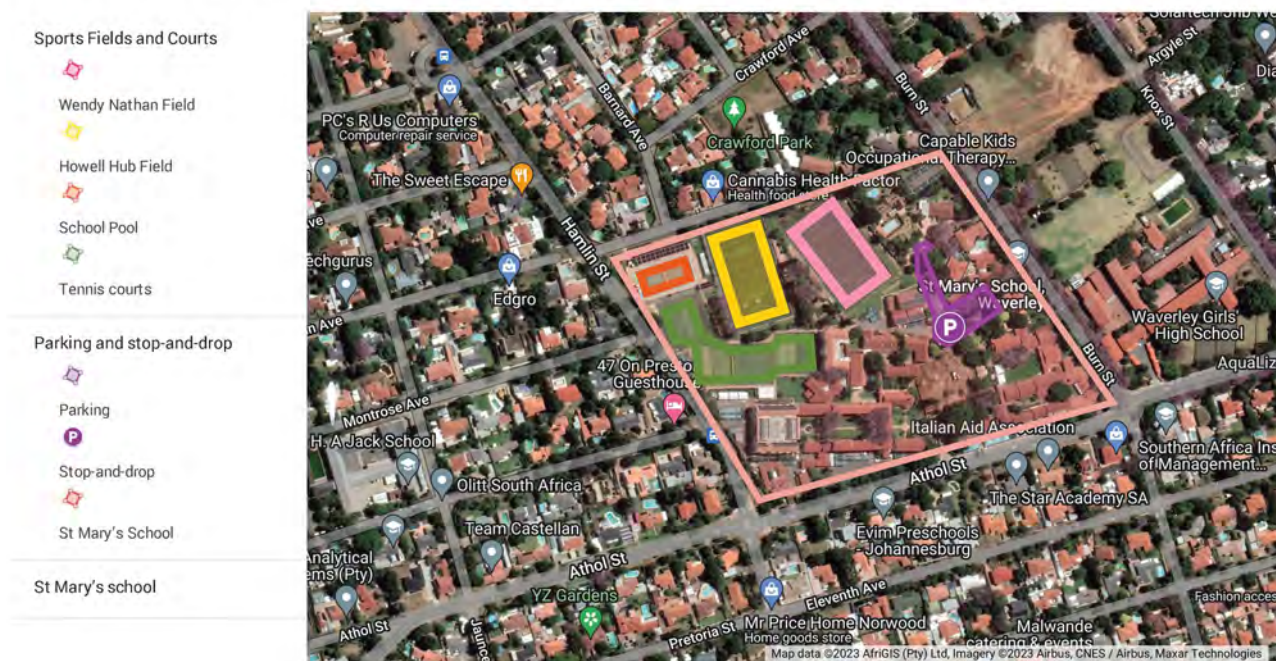 Sports Fields and Courts
Wendy Nathan Field
Howell Hub Field
School Pool
Tennis courts
Parking and stop-and-drop
Parking
P
Stop-and-drop
St Mary's School
St Mary's school
Crawford Ave
Barnard Ave
Burn St
Argyle St
Knox St
PC's R Us Computers
Computer repair service
Crawford Park
Capable Kids
Occupational Therapy...
The Sweet Escape
Cannabis Health Factor
Health food store
Hamlin St
Edgro
St Mary's School,
Waverley
P
Waverley Girls'
High School
Burn St
47 On Presto
Guesthouse
Montrose Ave
H. A Jack School
Italian Aid Association
Southern Africa Ins
of Management...
Athol St
Olitt South Africa
The Star Academy SA
Team Castellan
Evim Preschools
- Johannesburg
Analytical
ems (Pty)
Athol St
YZ Gardens
Eleventh Ave
Athol St
Pretoria St
Mr Price Home Norwood
Home goods store
Malwande
catering & events
Map data ©2023 AfriGIS (Pty) Ltd, Imagery ©2023 Airbus, CNES / Airbus, Maxar Technologies